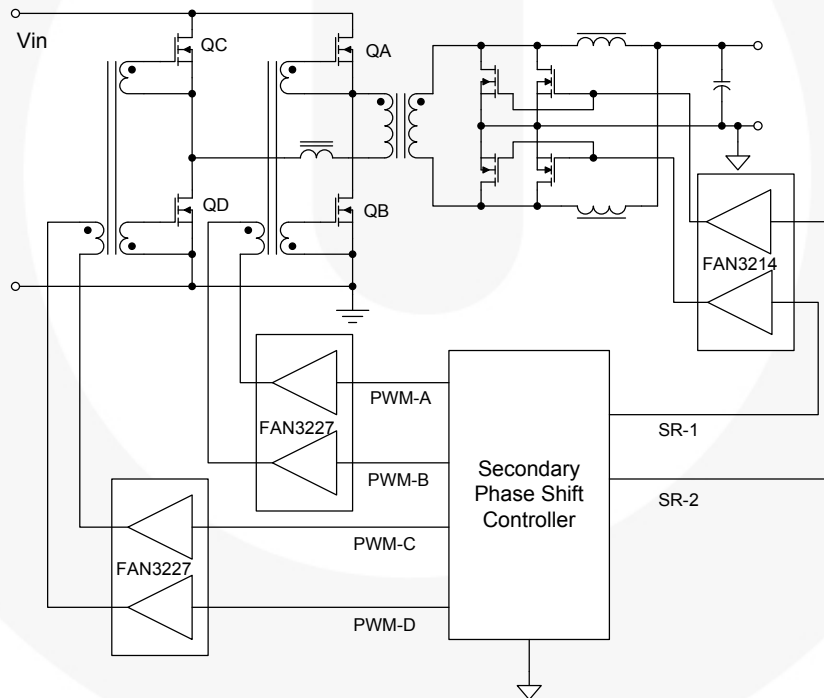 Vin
QC
QA
QD
QB
FAN3214
PWM-A
FAN3227
PWM-B
SR-1
SR-2
Secondary
Phase Shift
Controller
PWM-C
FAN3227
PWM-D